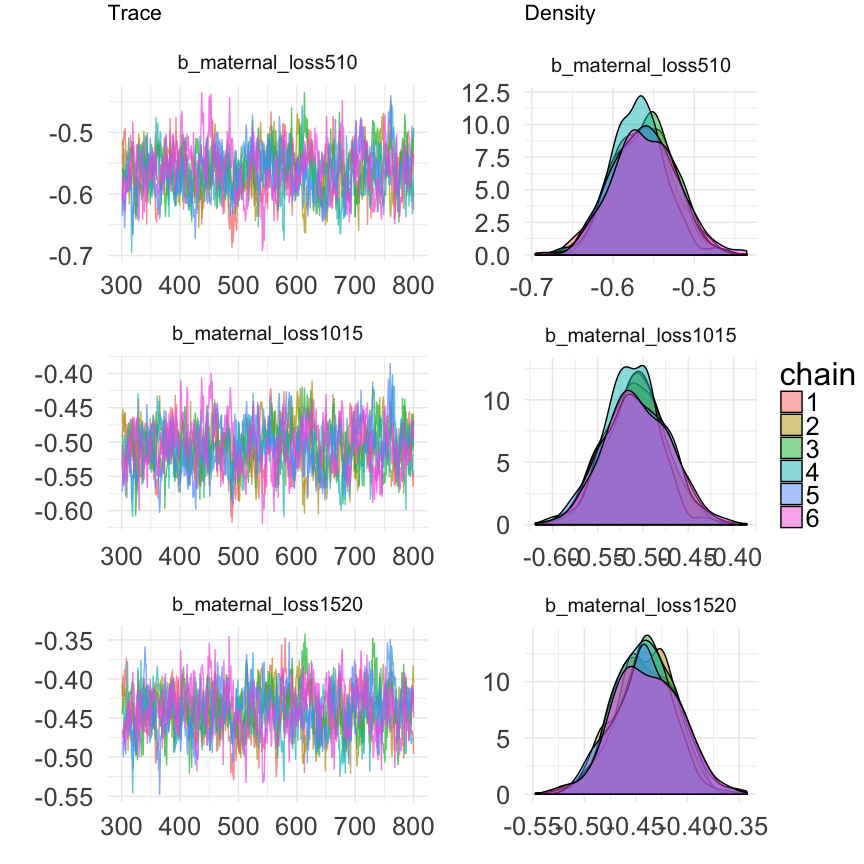 Trace
Density
b_maternal_loss510
b_maternal_loss510
-0.5
-0.6
-0.7
300 400 500 600 700 800
12.5
10.0
7.5
5.0
2.5
0.0
-0.7 -0.6 -0.5
b_maternal_loss1015
b_maternal_loss1015
-0.40
-0.45
-0.50
-0.55
-0.60
300 400 500 600 700 800
10
5
0
-0.60 -0.55 -0.50 -0.45 -0.40
chain
1
2
3
4
5
6
b_maternal_loss1520
b_maternal_loss1520
-0.35
-0.40
-0.45
-0.50
-0.55
300 400 500 600 700 800
10
5
0
-0.55 -0.50 -0.45 -0.40 -0.35